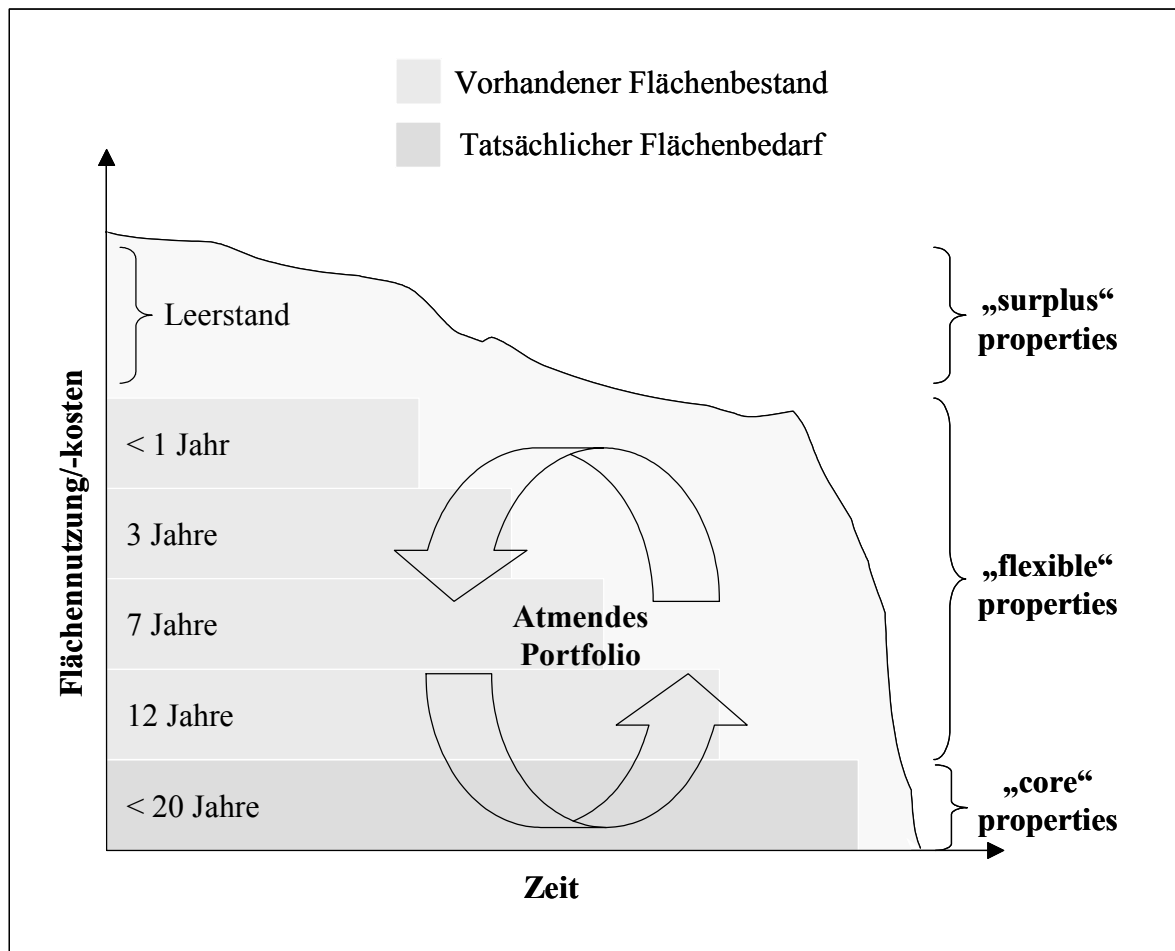 Vorhandener Flächenbestand
Tatsächlicher Flächenbedarf
Flächennutzung/-kosten
Leerstand
< 1 Jahr
3 Jahre
7 Jahre
12 Jahre
< 20 Jahre
Atmendes
Portfolio
„surplus“
properties
„flexible“
properties
„core“
properties
Zeit